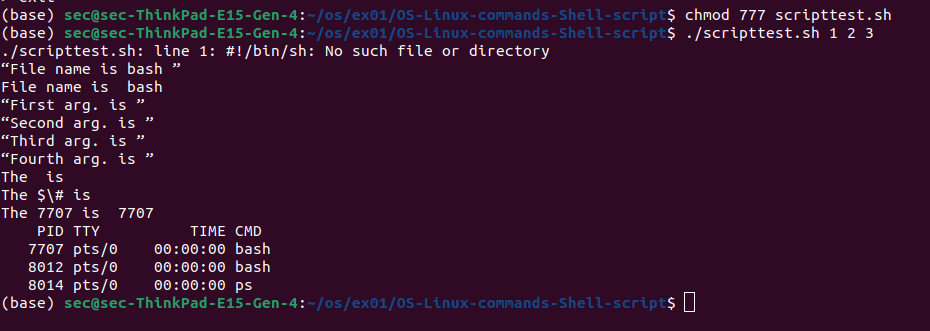 > exit
(base) sec@sec-ThinkPad-E15-Gen-4:~/os/ex01/OS-Linux-commands-Shell-script$ chmod 777 scripttest.sh
(base) sec@sec-ThinkPad-E15-Gen-4:~/os/ex01/OS-Linux-commands-Shell-script$ ./scripttest.sh 1 2 3
./scripttest.sh: line 1: #!/bin/sh: No such file or directory
“File name is bash ”
File name is  bash
“First arg. is ”
“Second arg. is ”
“Third arg. is ”
“Fourth arg. is ”
The  is
The $\# is
The 7707 is  7707
    PID TTY          TIME CMD
   7707 pts/0    00:00:00 bash
   8012 pts/0    00:00:00 bash
   8014 pts/0    00:00:00 ps
(base) sec@sec-ThinkPad-E15-Gen-4:~/os/ex01/OS-Linux-commands-Shell-script$